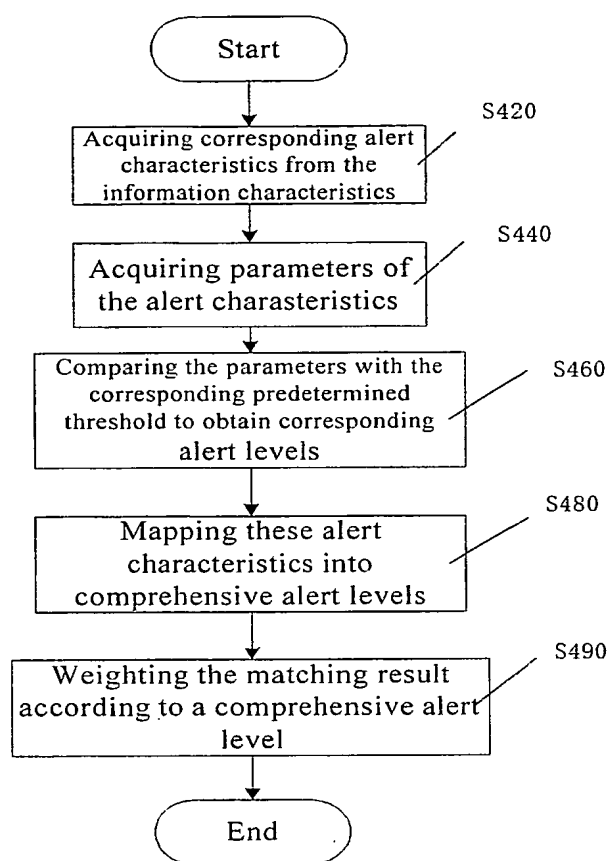 Start
S420
Acquiring corresponding alert
characteristics from the
information characteristics
S440
Acquiring parameters of
the alert charasteristics
S460
Comparing the parameters with the
corresponding predetermined
threshold to obtain corresponding
alert levels
S480
Mapping these alert
characteristics into
comprehensive alert levels
S490
Weighting the matching result
according to a comprehensive alert
level
End